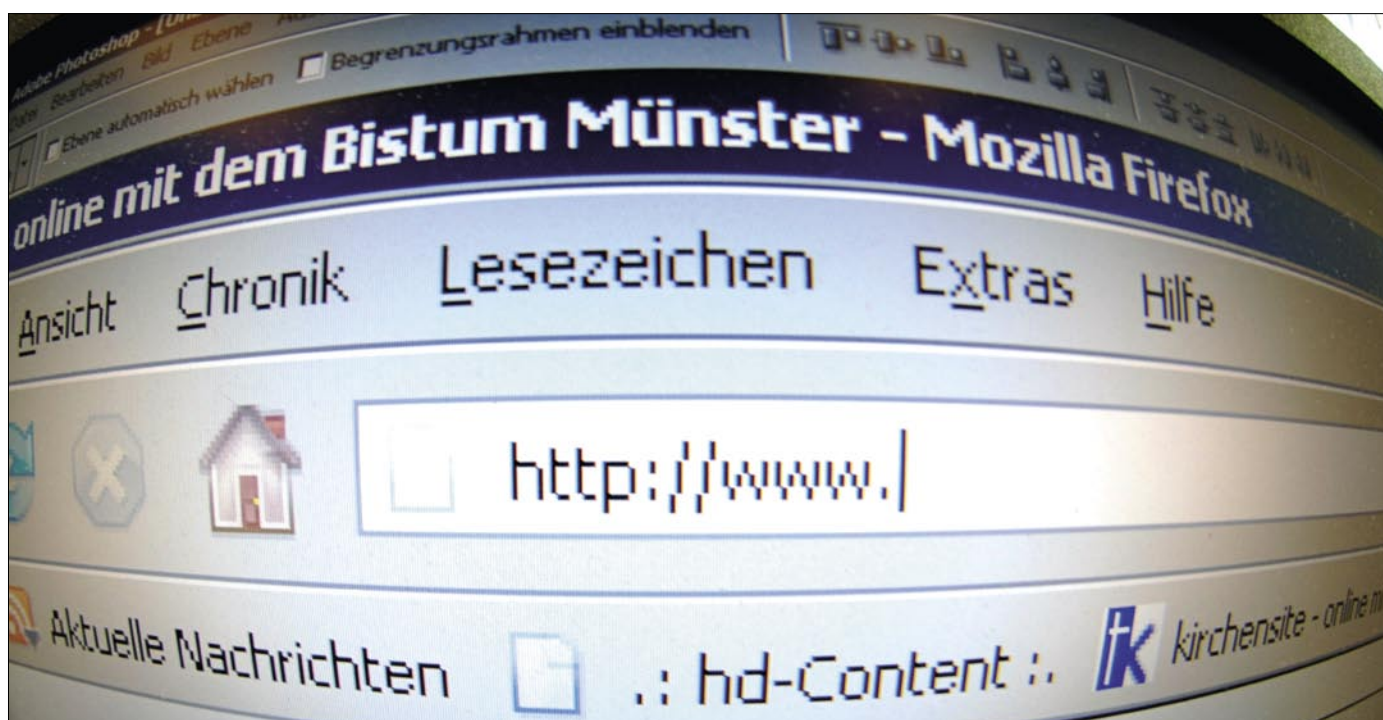 Adobe Photoshop - [
Bearbeiten Bild Ebene
Ebene automatisch wählen Begrenzungsrahmen einblenden
online mit dem Bistum Münster - Mozilla Firefox
Ansicht Chronik Lesezeichen Extras Hilfe
http://www.
Aktuelle Nachrichten .: hd-Content :. tk kirchensite - online m